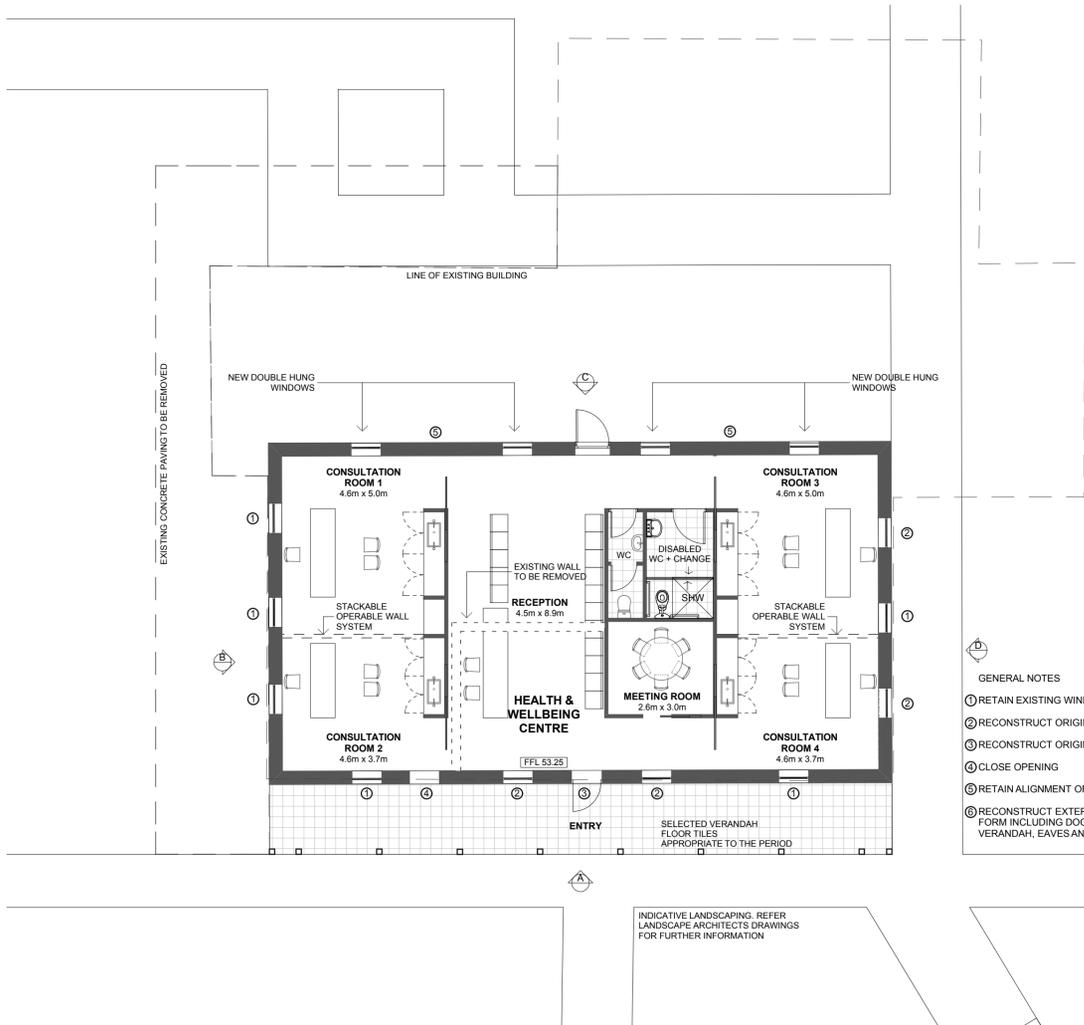 LINE OF EXISTING BUILDING
EXISTING CONCRETE PAVING TO BE REMOVED
NEW DOUBLE HUNG
WINDOWS
C
NEW DOUBLE HUNG
WINDOWS
5
5
CONSULTATION
ROOM 1
4.6m x 5.0m
CONSULTATION
ROOM 3
4.6m x 5.0m
1
2
WC
DISABLED
WC + CHANGE
EXISTING WALL
TO BE REMOVED
SHW
RECEPTION
4.5m x 8.9m
STACKABLE
OPERABLE WALL
SYSTEM
STACKABLE
OPERABLE WALL
SYSTEM
1
1
B
D
1
2
HEALTH &
WELLBEING
CENTRE
MEETING ROOM
2.6m x 3.0m
CONSULTATION
ROOM 2
4.6m x 3.7m
CONSULTATION
ROOM 4
4.6m x 3.7m
FFL 53.25
1
4
2
3
2
1
ENTRY
SELECTED VERANDAH
FLOOR TILES
APPROPRIATE TO THE PERIOD
A
GENERAL NOTES
1 RETAIN EXISTING
2 RECONSTRUCT
3 RECONSTRUCT
4 CLOSE OPENING
5 RETAIN ALIGNMENT
6 RECONSTRUCT
FORM INCLUDING
VERANDAH, EAVES
INDICATIVE LANDSCAPING. REFER
LANDSCAPE ARCHITECTS DRAWINGS
FOR FURTHER INFORMATION